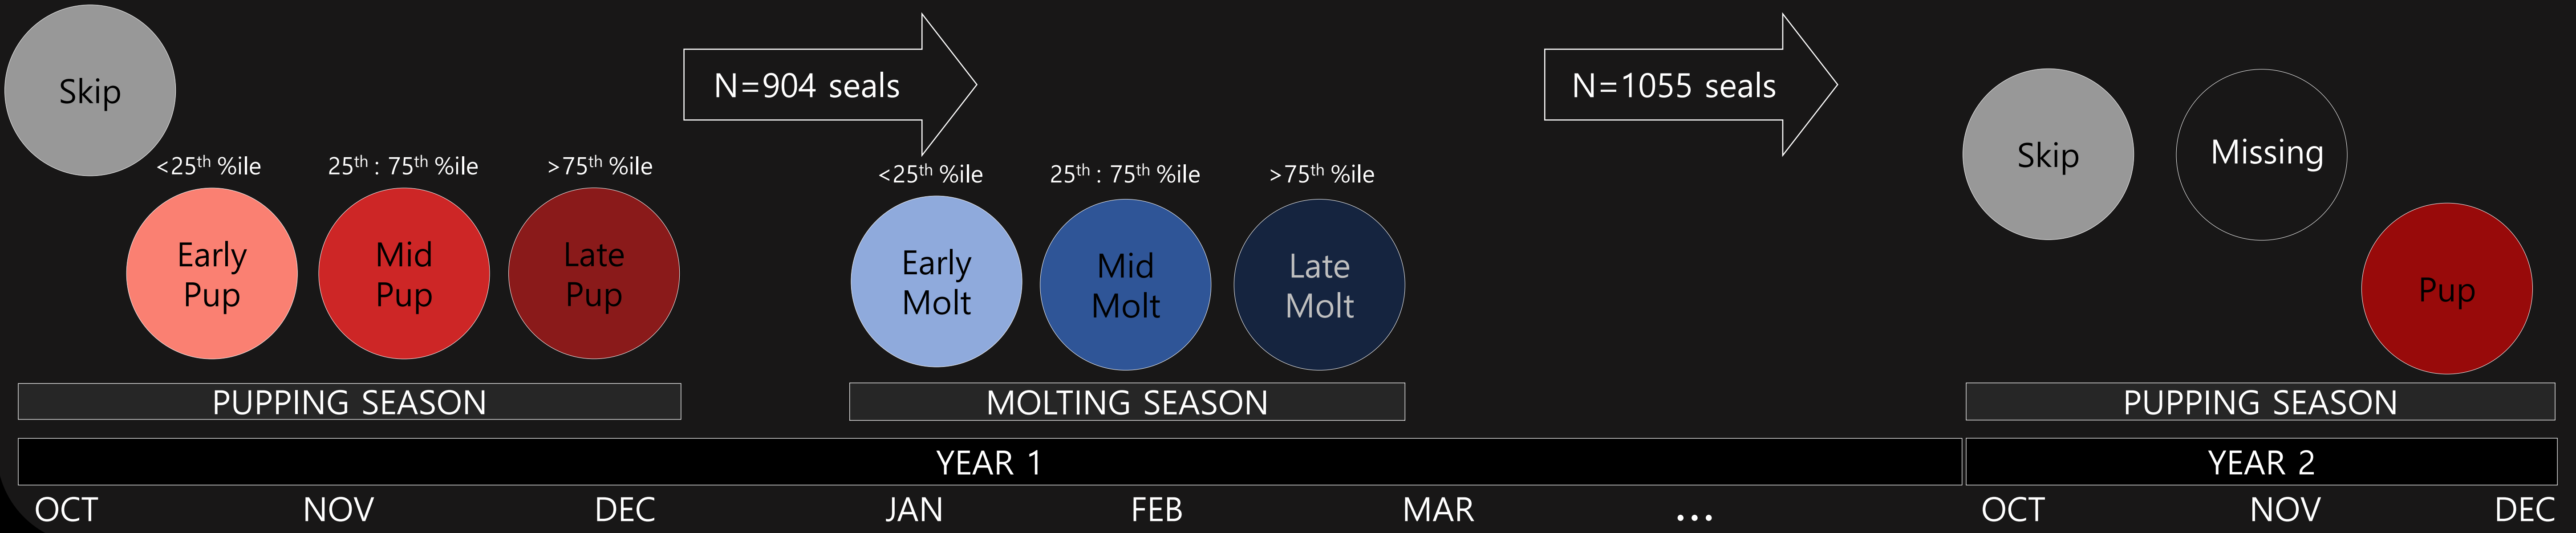 Skip
<25th %ile
25th : 75th %ile
>75th %ile
Early
Pup
Mid
Pup
Late
Pup
N=904 seals
<25th %ile
25th : 75th %ile
>75th %ile
Early
Molt
Mid
Molt
Late
Molt
N=1055 seals
Skip
Missing
Pup
PUPPING SEASON
MOLTING SEASON
PUPPING SEASON
YEAR 1
YEAR 2
OCT
NOV
DEC
JAN
FEB
MAR
...
OCT
NOV
DEC